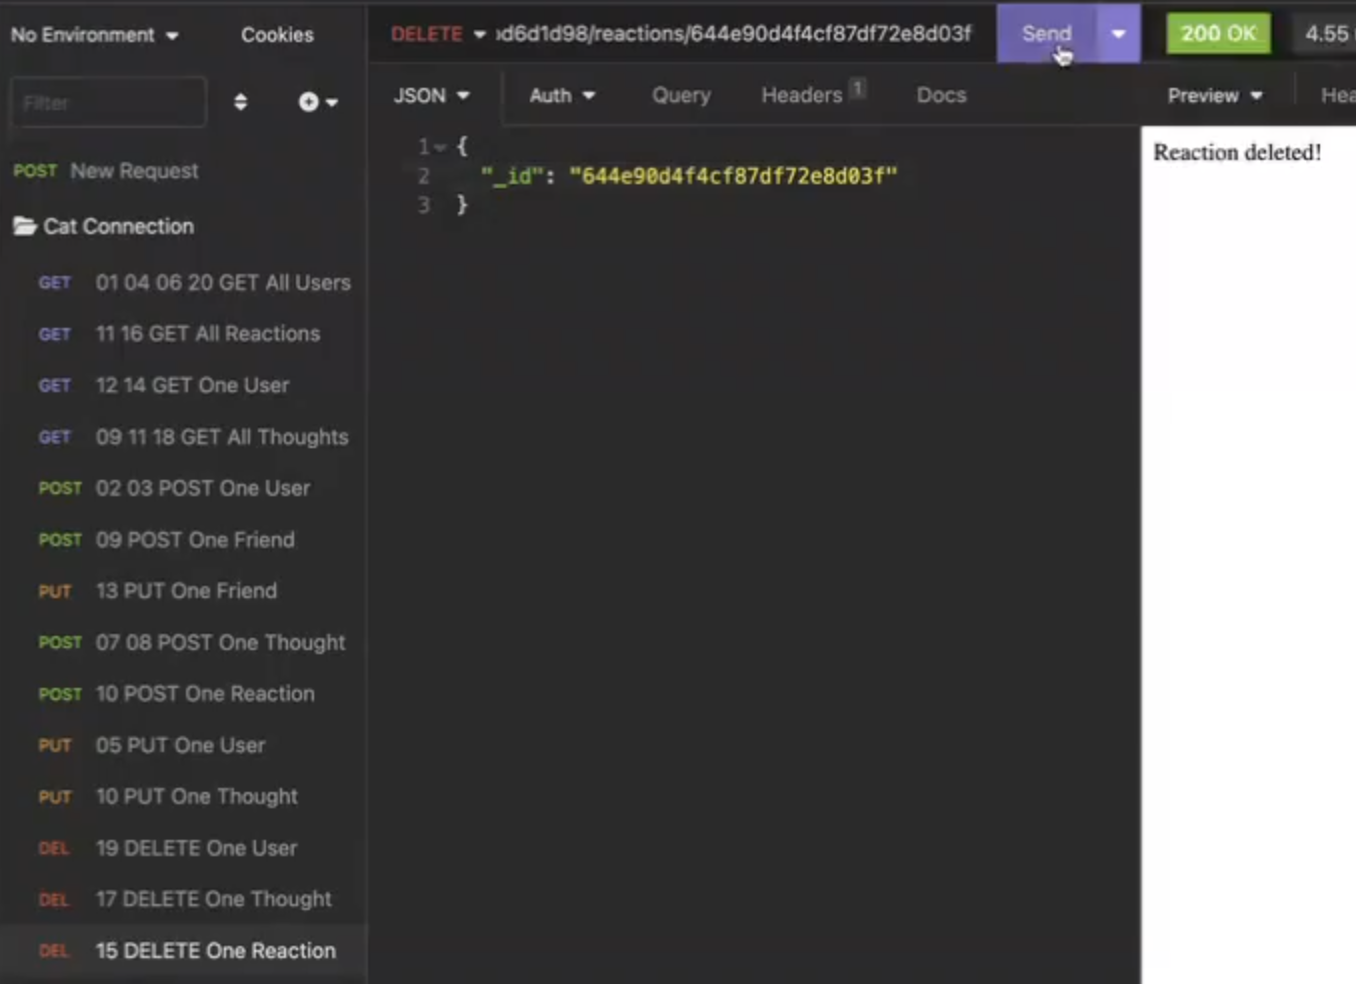 No Environment
Cookies
DELETE
d6d1d98/reactions/644e90d4f4cf87df72e8d03f
Send
200 OK
4.55
Filter
JSON
Auth
Query
Headers 1
Docs
Preview
Hea
POST New Request
Cat Connection
GET 01 04 06 20 GET All Users
GET 11 16 GET All Reactions
GET 12 14 GET One User
GET 09 11 18 GET All Thoughts
POST 02 03 POST One User
POST 09 POST One Friend
PUT 13 PUT One Friend
POST 07 08 POST One Thought
POST 10 POST One Reaction
PUT 05 PUT One User
PUT 10 PUT One Thought
DEL 19 DELETE One User
DEL 17 DELETE One Thought
DEL 15 DELETE One Reaction
1 {
2 "_id": "644e90d4f4cf87df72e8d03f"
3 }
Reaction deleted!